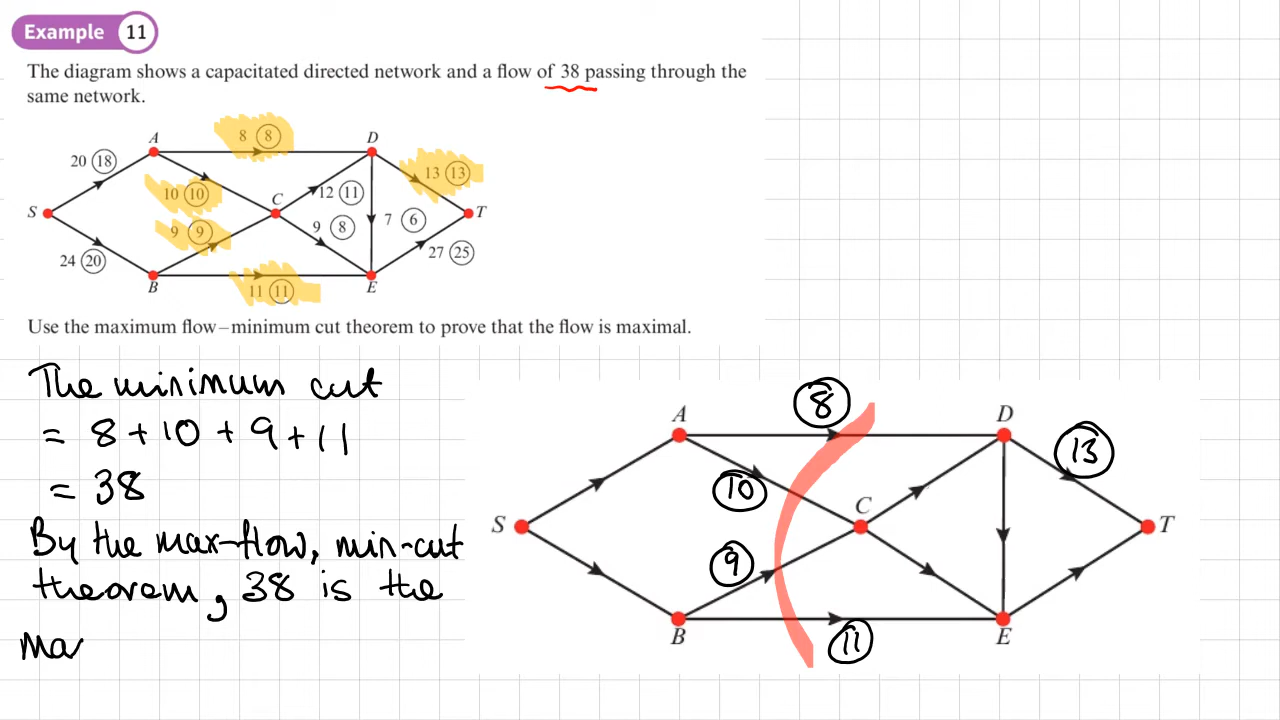 Example 11
The diagram shows a capacitated directed network and a flow of 38 passing through the
same network.
A 8 8 D
20 18 13 13
10 10 C 12 11
S T
9 9 9 8 7 6
24 20 27 25
B 11 11 E
Use the maximum flow–minimum cut theorem to prove that the flow is maximal.
The minimum cut
= 8 + 10 + 9 + 11
= 38
By the max-flow, min-cut
theorem, 38 is the
Max
A 8 D
13
10 C
S T
9
B 11 E